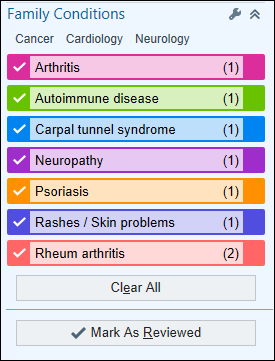 Family Conditions
Cancer Cardiology Neurology
Arthritis (1)
Autoimmune disease (1)
Carpal tunnel syndrome (1)
Neuropathy (1)
Psoriasis (1)
Rashes / Skin problems (1)
Rheum arthritis (2)
Clear All
Mark As Reviewed